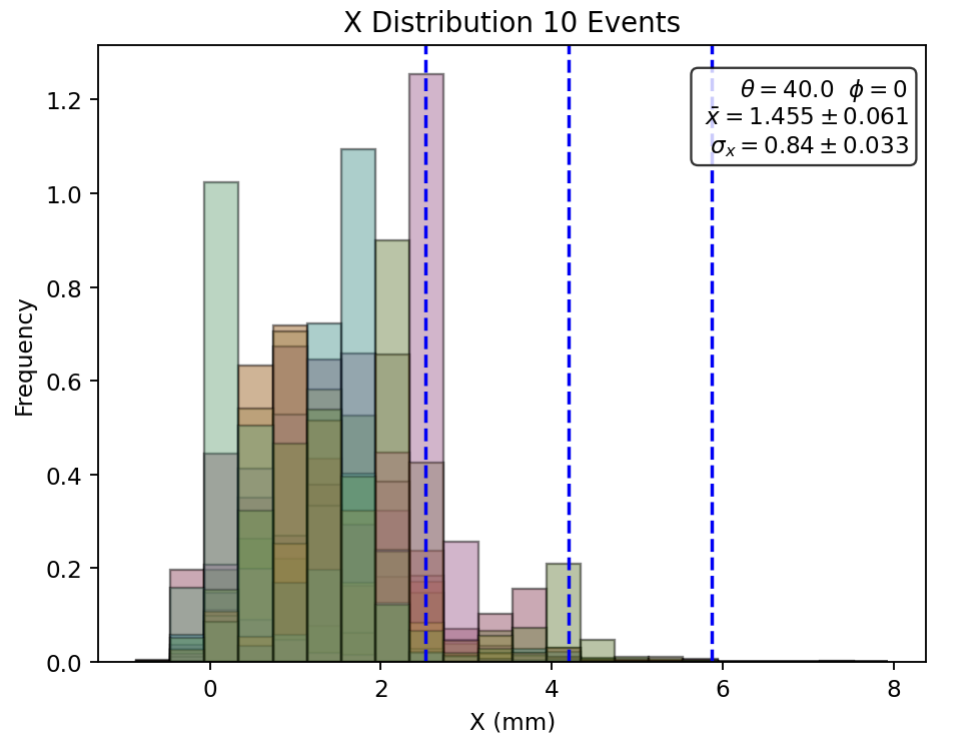 X Distribution 10 Events
θ = 40.0 ϕ = 0
x̄ = 1.455 ± 0.061
σₓ = 0.84 ± 0.033
Frequency
1.2
1.0
0.8
0.6
0.4
0.2
0.0
0 2 4 6 8
X (mm)